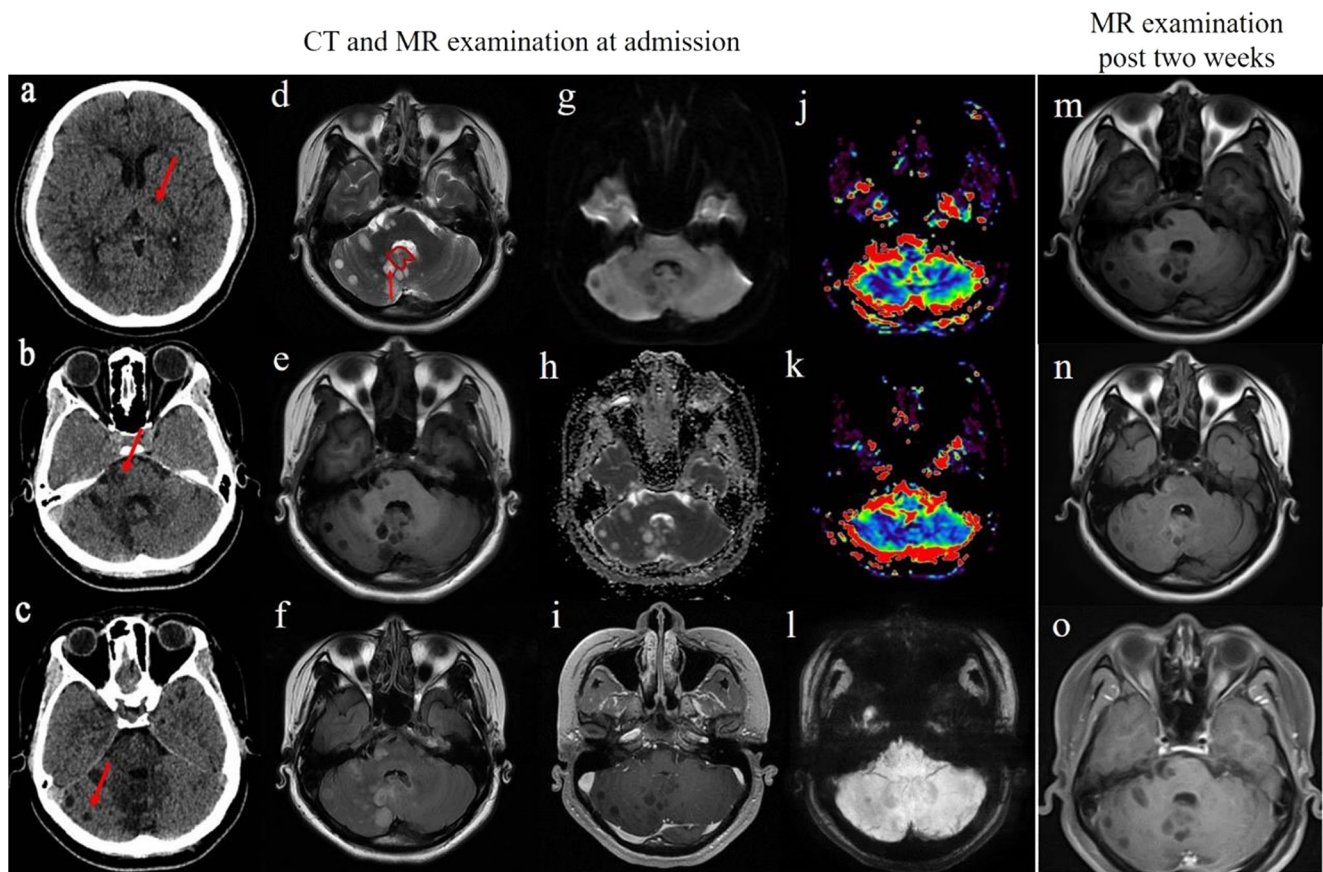 CT and MR examination at admission
MR examination
post two weeks
a
d
g
j
m
b
e
h
k
n
c
f
i
l
o